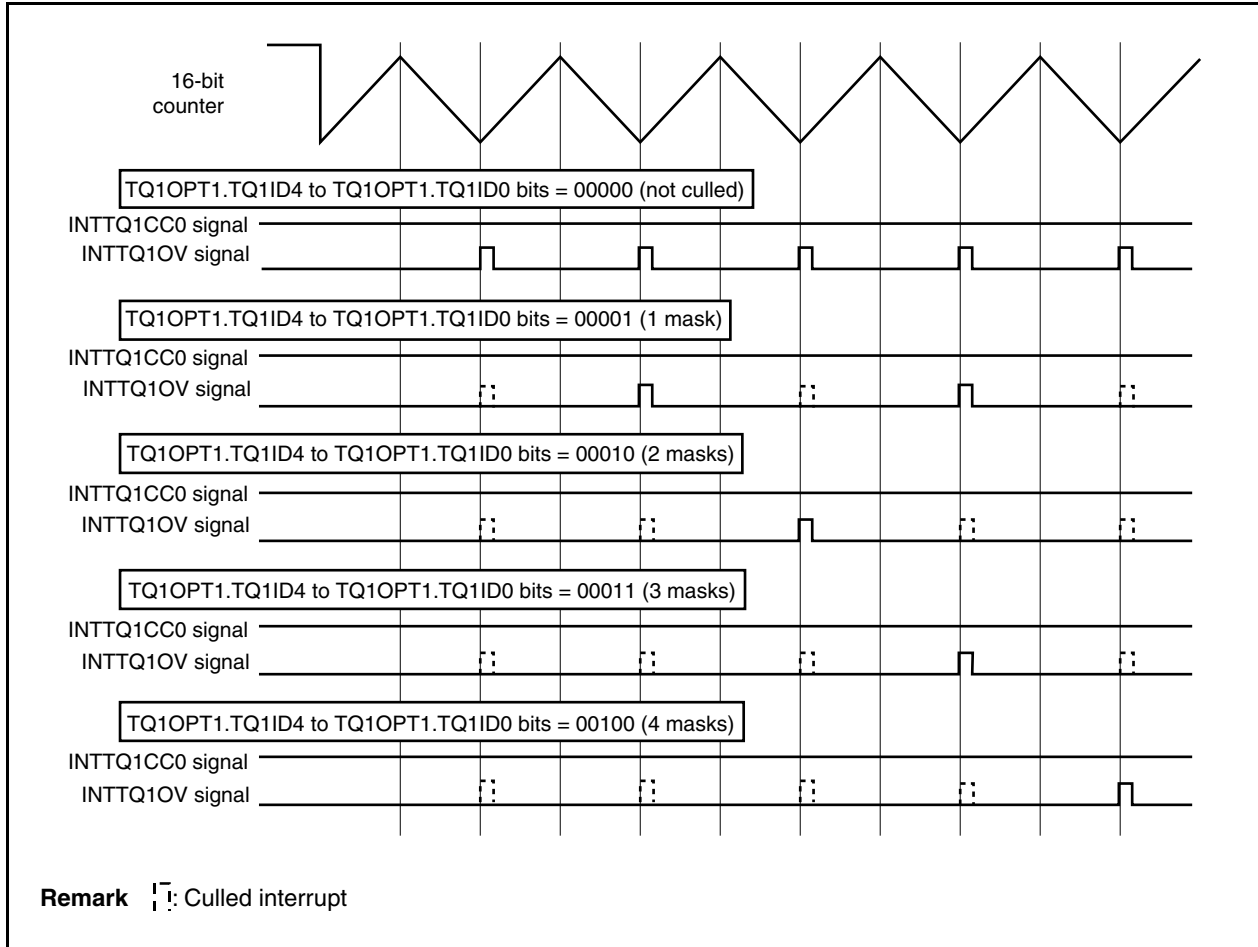 16-bit
counter
TQ1OPT1.TQ1ID4 to TQ1OPT1.TQ1ID0 bits = 00000 (not culled)
INTTQ1CC0 signal
INTTQ1OV signal
TQ1OPT1.TQ1ID4 to TQ1OPT1.TQ1ID0 bits = 00001 (1 mask)
INTTQ1CC0 signal
INTTQ1OV signal
TQ1OPT1.TQ1ID4 to TQ1OPT1.TQ1ID0 bits = 00010 (2 masks)
INTTQ1CC0 signal
INTTQ1OV signal
TQ1OPT1.TQ1ID4 to TQ1OPT1.TQ1ID0 bits = 00011 (3 masks)
INTTQ1CC0 signal
INTTQ1OV signal
TQ1OPT1.TQ1ID4 to TQ1OPT1.TQ1ID0 bits = 00100 (4 masks)
INTTQ1CC0 signal
INTTQ1OV signal
Remark : Culled interrupt